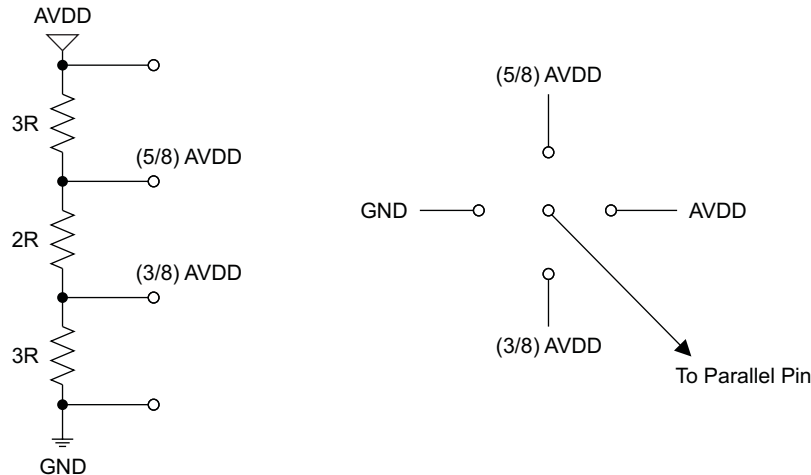 AVDD
3R
(5/8) AVDD
2R
(3/8) AVDD
3R
GND
(5/8) AVDD
GND
AVDD
(3/8) AVDD
To Parallel Pin